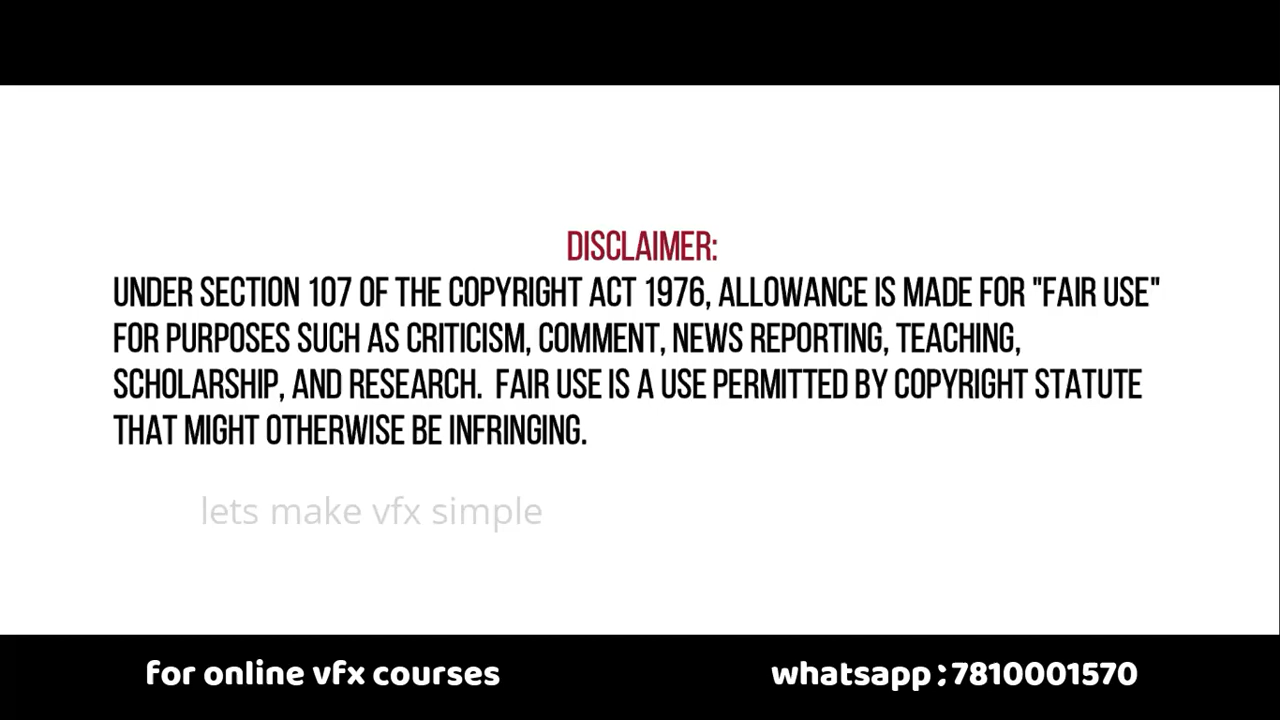 DISCLAIMER:
UNDER SECTION 107 OF THE COPYRIGHT ACT 1976, ALLOWANCE IS MADE FOR "FAIR USE"
FOR PURPOSES SUCH AS CRITICISM, COMMENT, NEWS REPORTING, TEACHING,
SCHOLARSHIP, AND RESEARCH. FAIR USE IS A USE PERMITTED BY COPYRIGHT STATUTE
THAT MIGHT OTHERWISE BE INFRINGING.
lets make vfx simple
for online vfx courses
whatsapp : 7810001570